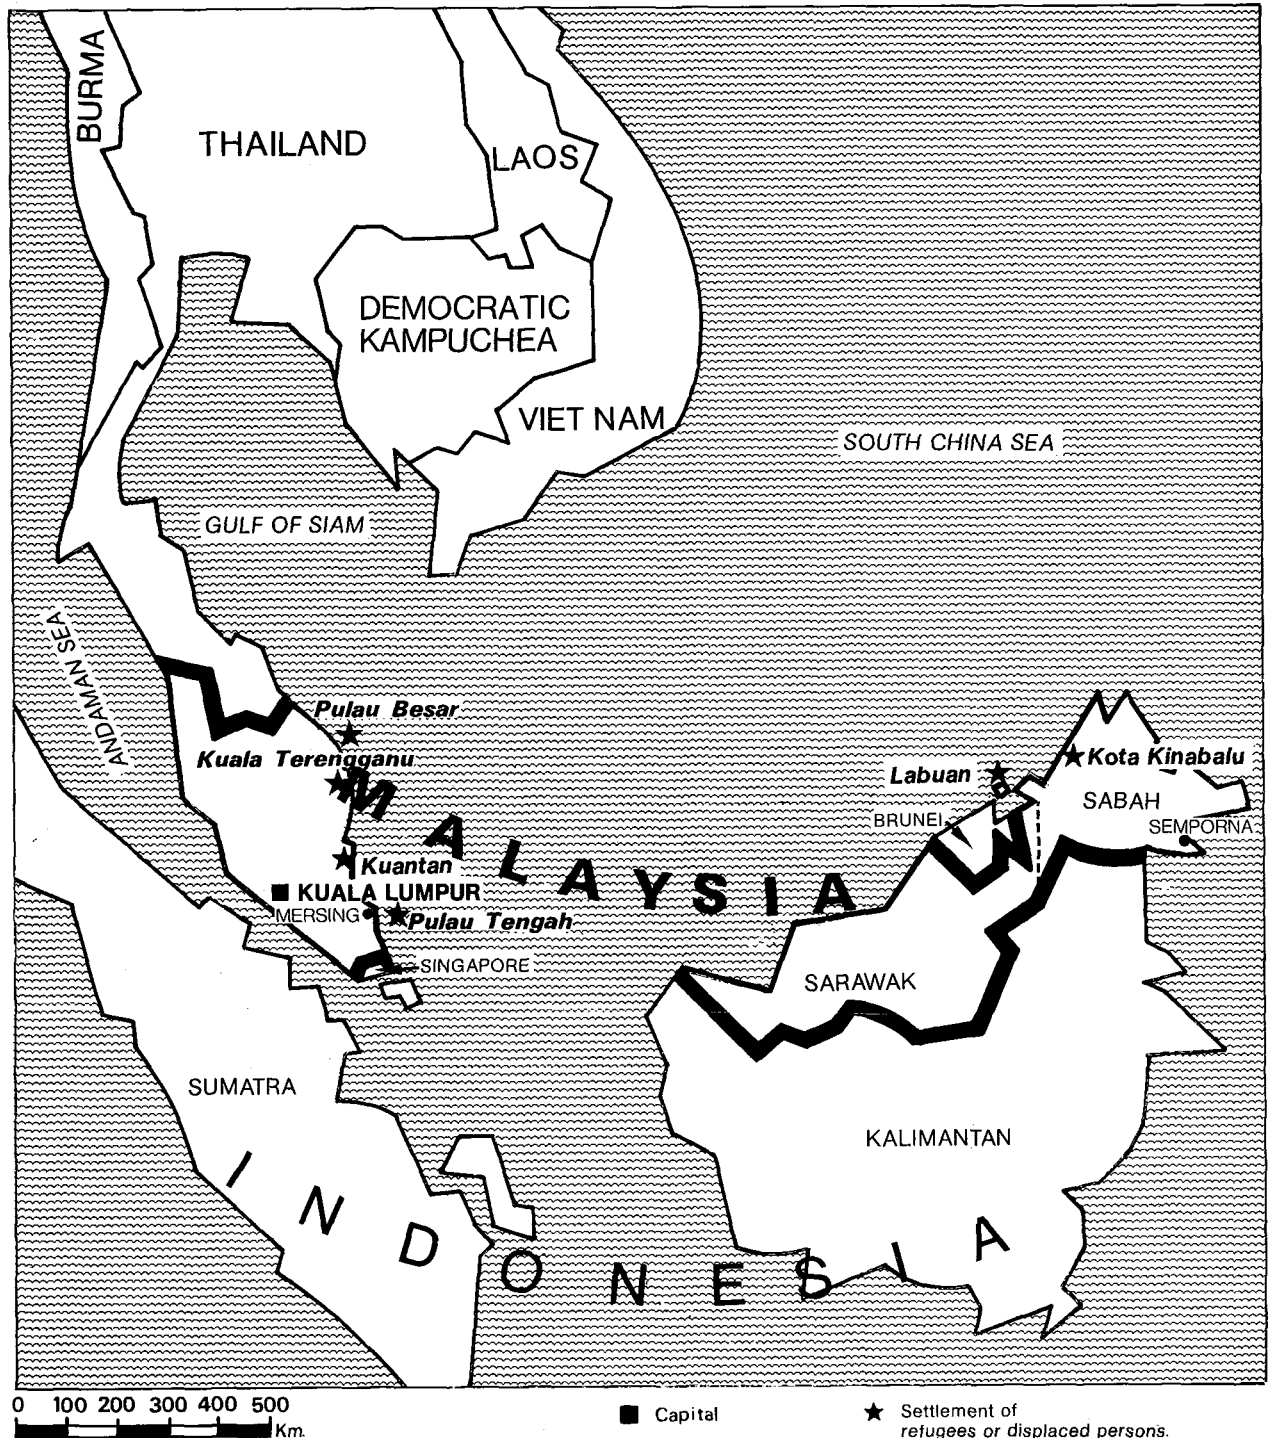 BURMA
THAILAND
LAOS
DEMOCRATIC
KAMPUCHEA
VIET NAM
SOUTH CHINA SEA
GULF OF SIAM
ANDAMAN SEA
Pulau Besar
Kuala Terengganu
Labuan
Kota Kinabalu
SABAH
BRUNEI
SEMPORNA
MALAYSIA
Kuantan
KUALA LUMPUR
MERSING
Pulau Tengah
SINGAPORE
SARAWAK
SUMATRA
KALIMANTAN
INDONESIA
0 100 200 300 400 500
Km.
Capital
Settlement of
refugees or displaced persons.